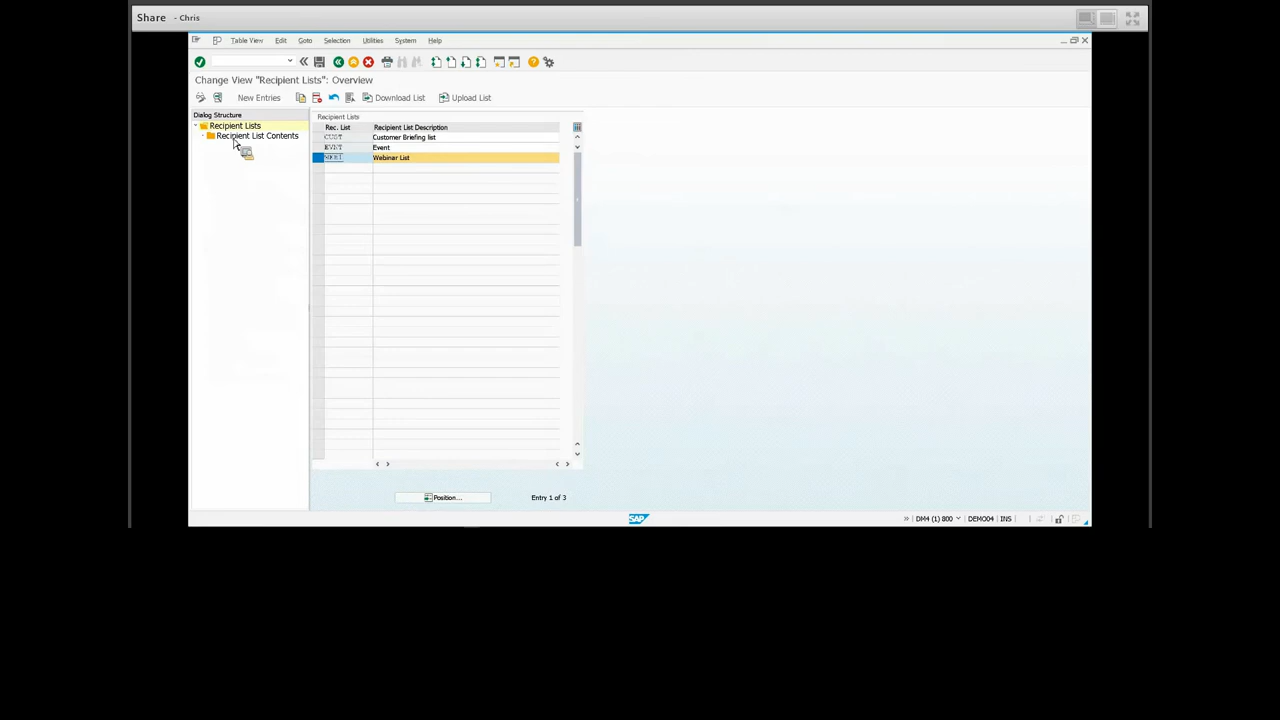 Share - Chris
Table View Edit Goto Selection Utilities System Help
Change View "Recipient Lists": Overview
New Entries Download List Upload List
Dialog Structure
Recipient Lists
Recipient List Contents
Recipient Lists
Rec. List Recipient List Description
CUST Customer Briefing list
EVNT Event
Webinar List
Position... Entry 1 of 3
SAP DM4 (1) 800 DEMO04 INS